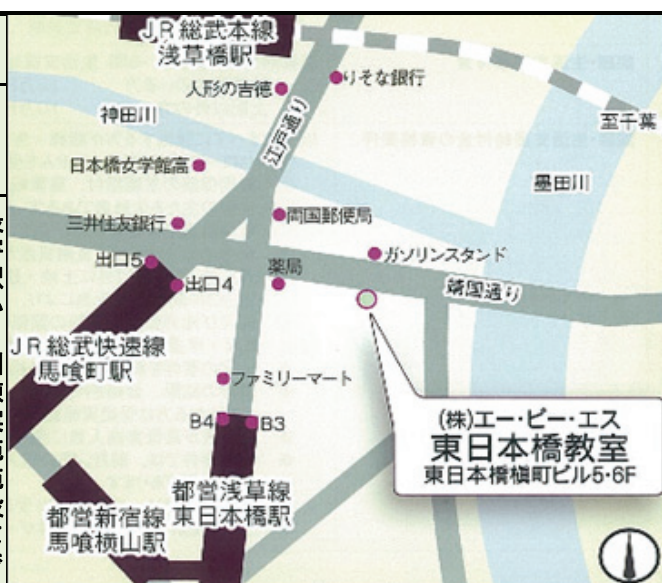 JR総武本線
浅草橋駅
りそな銀行
人形の吉徳
神田川
江戸通り
至千葉
日本橋女学館高
墨田川
三井住友銀行
両国郵便局
出口5
ガソリンスタンド
薬局
出口4
靖国通り
JR総武快速線
馬喰町駅
ファミリーマート
B4
B3
(株)エー・ビー・エス
東日本橋教室
東日本橋槇町ビル5・6F
都営浅草線
東日本橋駅
都営新宿線
馬喰横山駅